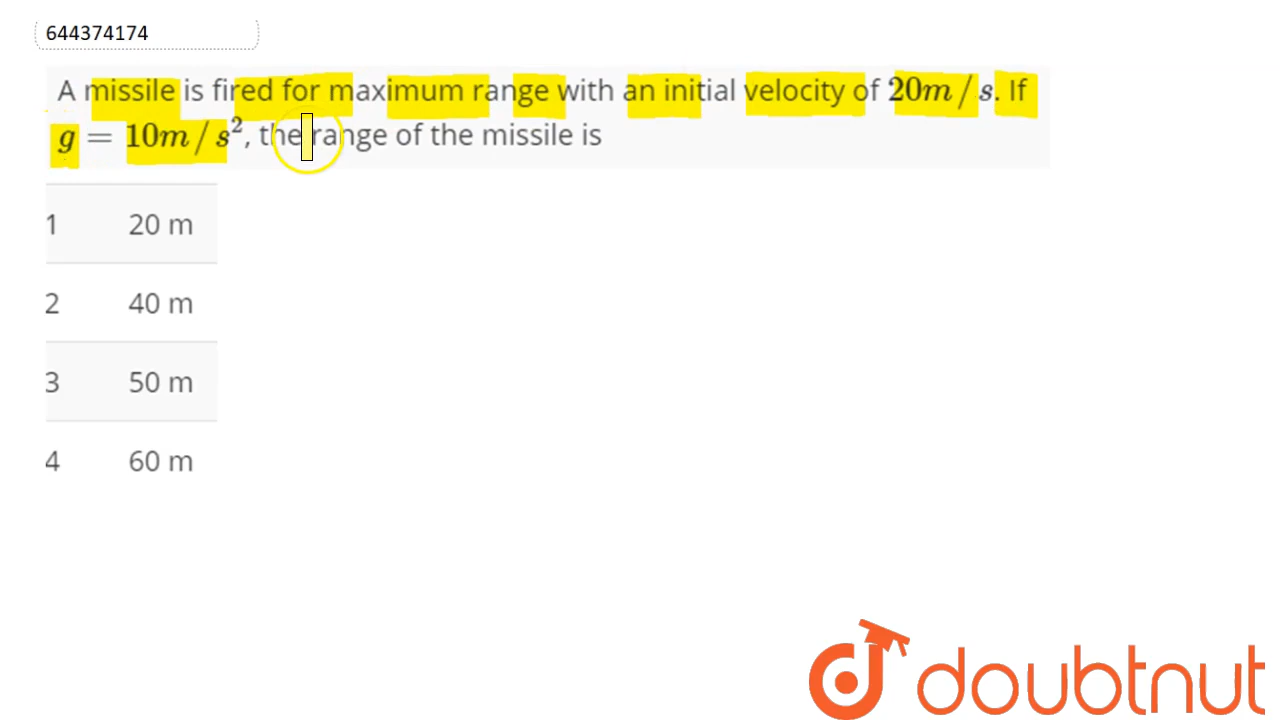 644374174
A missile is fired for maximum range with an initial velocity of 20m/s. If
g = 10m/s², the range of the missile is
1 20 m
2 40 m
3 50 m
4 60 m
doubtnut